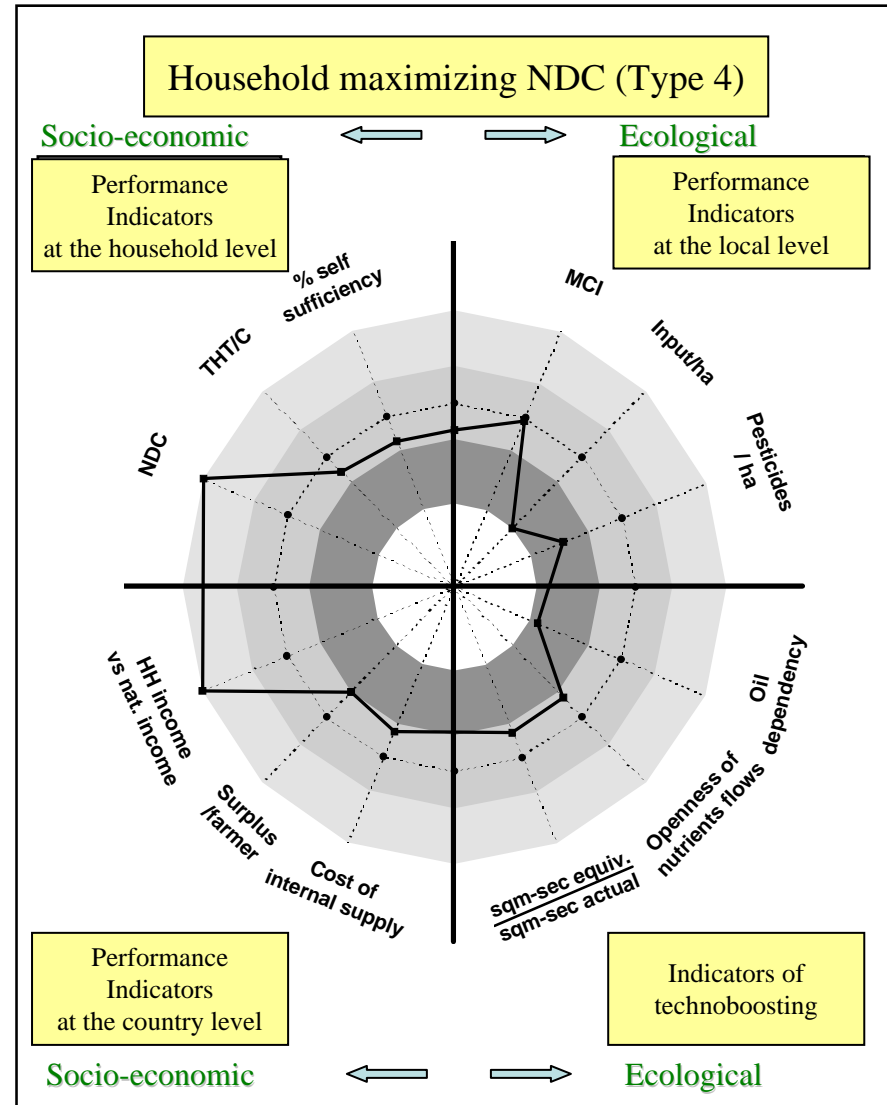 Household maximizing NDC (Type 4)
Socio-economic
Ecological
Performance
Indicators
at the household level
Performance
Indicators
at the local level
% self
sufficiency
MCI
THT/C
Input/ha
NDC
Pesticides
/ ha
HH income
vs nat. income
Oil
dependency
Surplus
/farmer
Openness of
nutrients flows
Cost of
internal supply
sqm-sec equiv.
sqm-sec actual
Performance
Indicators
at the country level
Indicators of
technoboosting
Socio-economic
Ecological